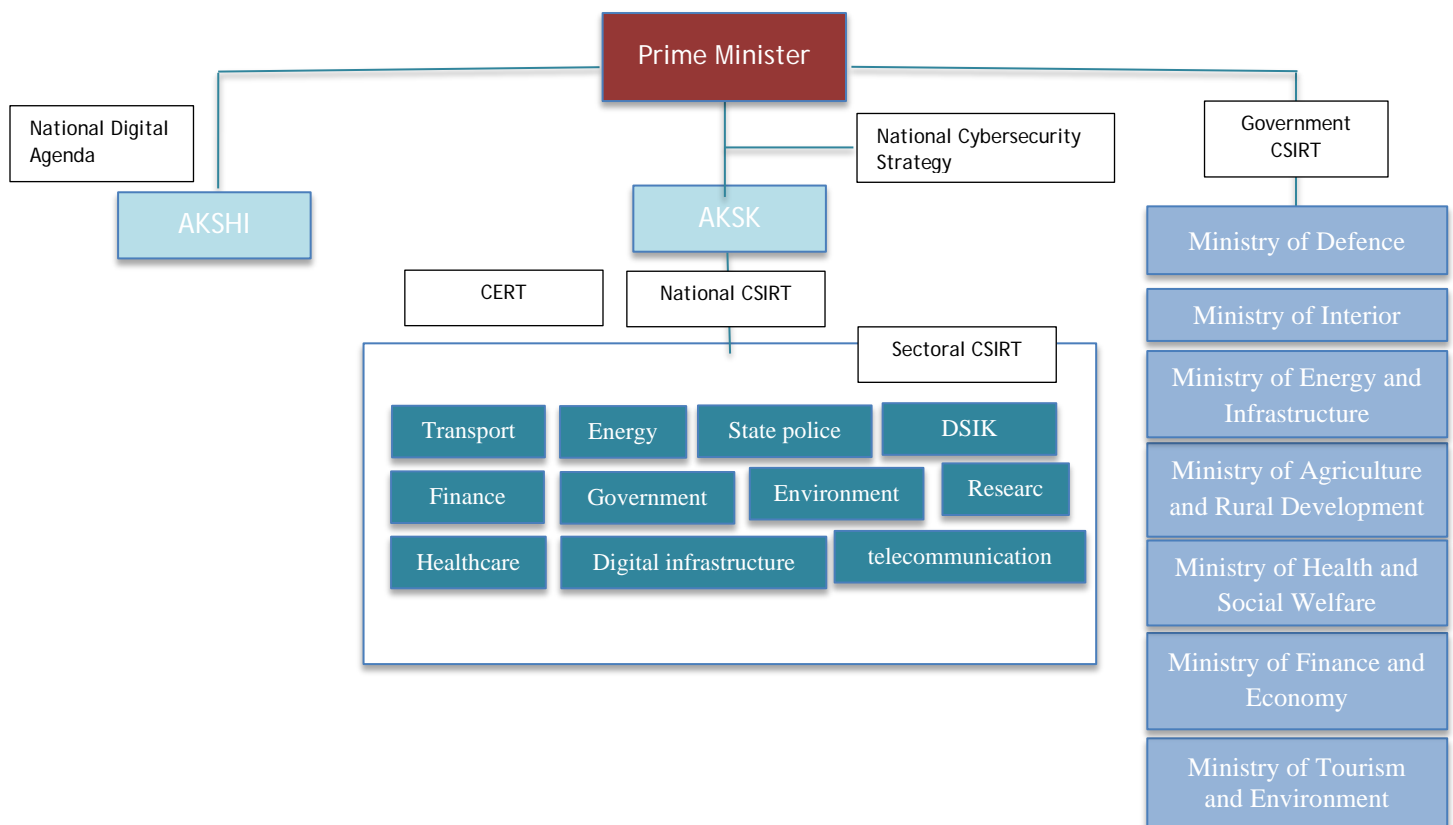 Prime Minister
National Digital
Agenda
National Cybersecurity
Strategy
Government
CSIRT
AKSHI
AKSK
CERT
National CSIRT
Sectoral CSIRT
Transport
Energy
State police
DSIK
Finance
Government
Environment
Researc
Healthcare
Digital infrastructure
telecommunication
Ministry of Defence
Ministry of Interior
Ministry of Energy and
Infrastructure
Ministry of Agriculture
and Rural Development
Ministry of Health and
Social Welfare
Ministry of Finance and
Economy
Ministry of Tourism
and Environment